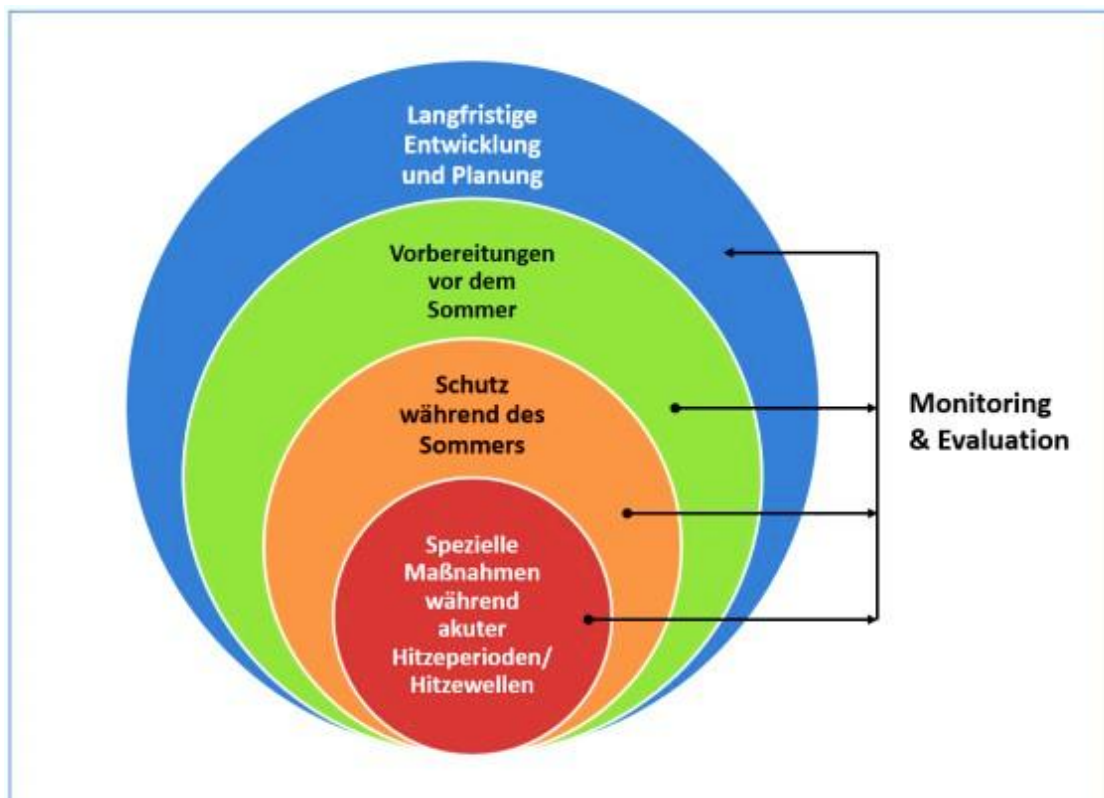 Langfristige
Entwicklung
und Planung
Vorbereitungen
vor dem
Sommer
Schutz
während des
Sommers
Spezielle
Maßnahmen
während
akuter
Hitzeperioden/
Hitzewellen
Monitoring
& Evaluation